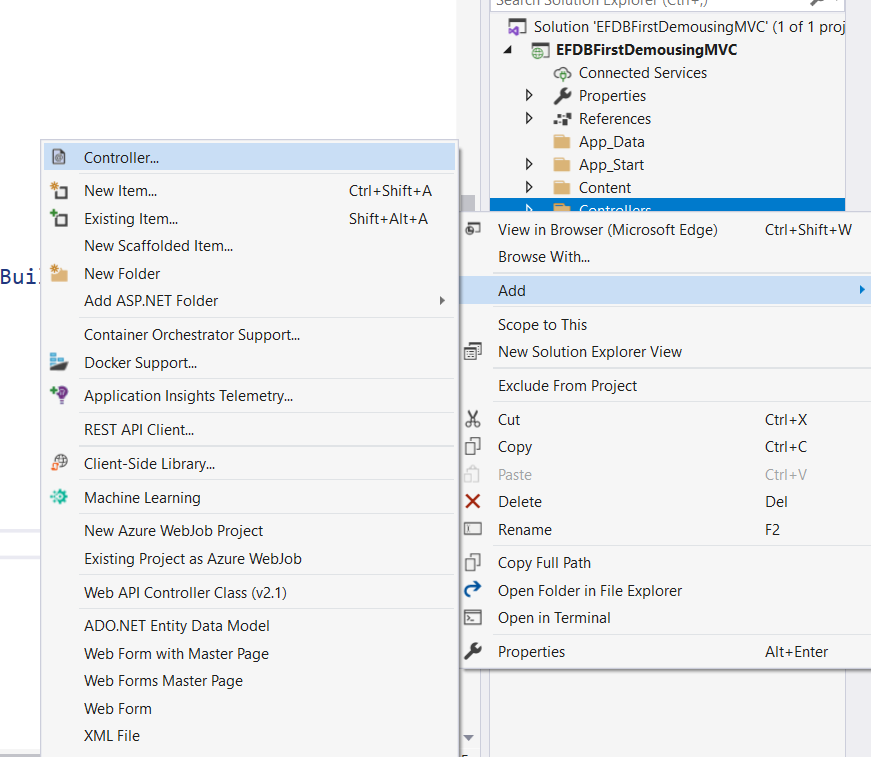 Search Solution Explorer (Ctrl+;)
Solution 'EFDBFirstDemousingMVC' (1 of 1 proj
EFDBFirstDemousingMVC
Connected Services
Properties
References
App_Data
App_Start
Content
Controllers
Buil
Controller...
New Item... Ctrl+Shift+A
Existing Item... Shift+Alt+A
New Scaffolded Item...
New Folder
Add ASP.NET Folder
Container Orchestrator Support...
Docker Support...
Application Insights Telemetry...
REST API Client...
Client-Side Library...
Machine Learning
New Azure WebJob Project
Existing Project as Azure WebJob
Web API Controller Class (v2.1)
ADO.NET Entity Data Model
Web Form with Master Page
Web Forms Master Page
Web Form
XML File
View in Browser (Microsoft Edge) Ctrl+Shift+W
Browse With...
Add
Scope to This
New Solution Explorer View
Exclude From Project
Cut Ctrl+X
Copy Ctrl+C
Paste Ctrl+V
Delete Del
Rename F2
Copy Full Path
Open Folder in File Explorer
Open in Terminal
Properties Alt+Enter